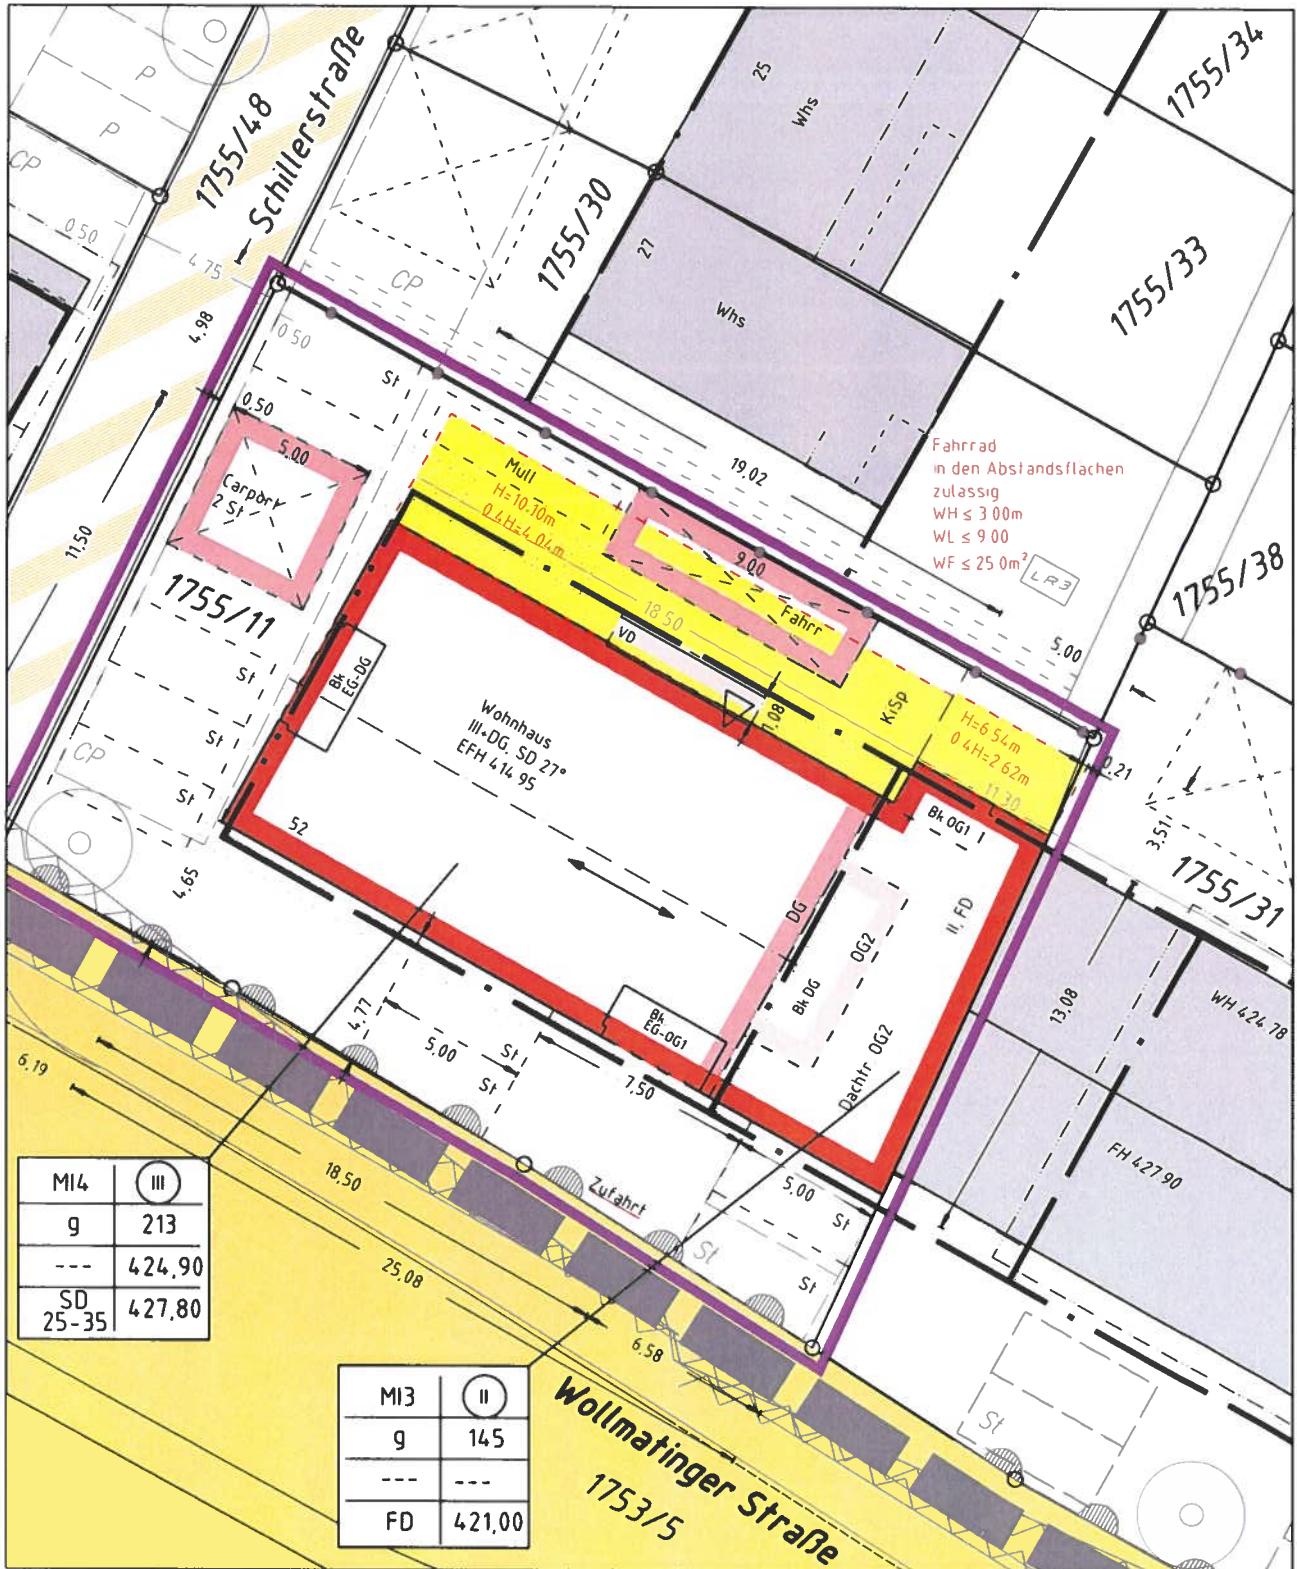 P
P
CP
0.50
1755/48
Schillerstraße
4.75
4.98
11.50
CP
V
1755/30
25
Whs
27
Whs
1755/34
1755/33
1755/38
1755/31
0.50
St
0.50
5.00
Carport
2 St
1755/11
Müll
H=10.10m
0.4H=4.04m
19.02
9.00
Fahrr
18.50
VD
1.08
KiSp
H=6.54m
0.4H=2.62m
11.30
0.21
5.00
3.51
Fahrrad
in den Abstandsflächen
zulässig
WH ≤ 3.00m
WL ≤ 9.00
WF ≤ 25.0m²
LR3
St
St
St
CP
4.65
Bk
EG-DG
Wohnhaus
III+DG, SD 27°
EFH 414.95
52
DG
Bk OG1
II, FD
OG2
Bk DG
Dachtr OG2
Bk
EG-OG1
4.77
5.00
St
St
7.50
5.00
St
St
St
Zufahrt
13.08
WH 424.78
FH 427.90
6.19
18.50
25.08
6.58
MI4 III
g 213
--- 424,90
SD
25-35 427,80
MI3 II
g 145
--- ---
FD 421,00
Wollmatinger Straße
1753/5
St